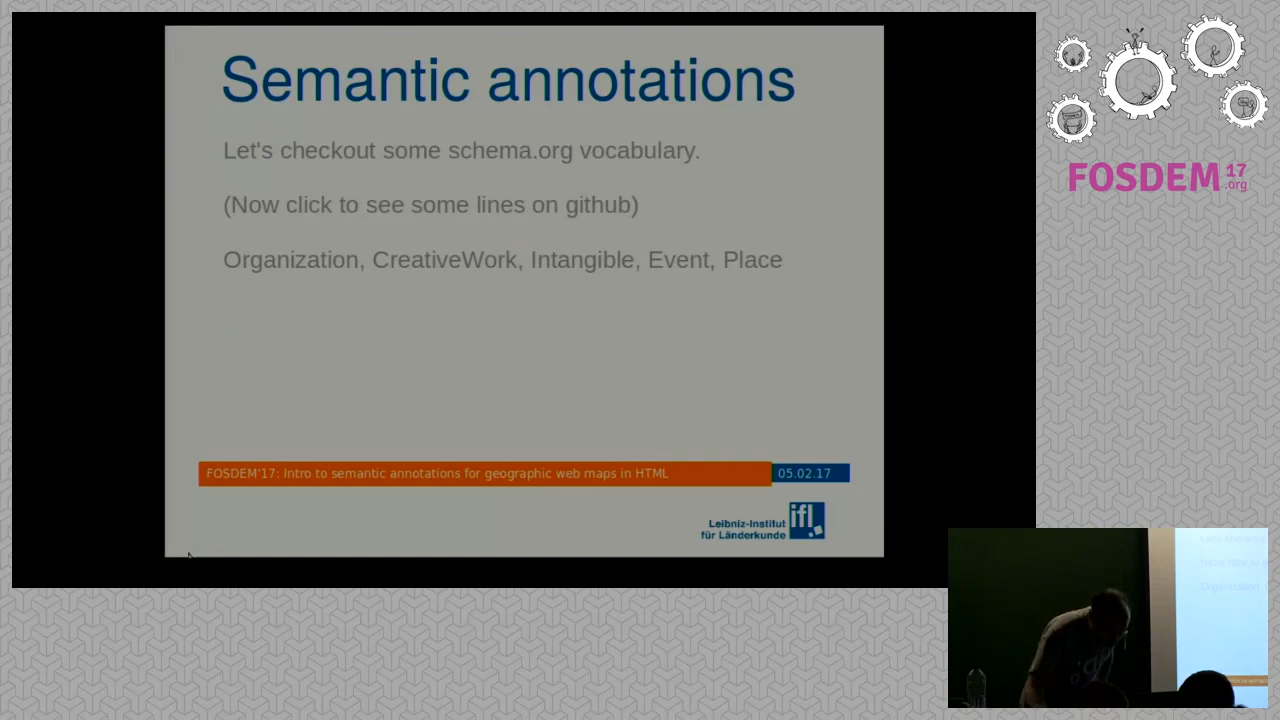 Semantic annotations
Let's checkout some schema.org vocabulary.
(Now click to see some lines on github)
Organization, CreativeWork, Intangible, Event, Place
FOSDEM'17: Intro to semantic annotations for geographic web maps in HTML
05.02.17
Leibniz-Institut
für Länderkunde
ifl
FOSDEM 17
.org
Organization,